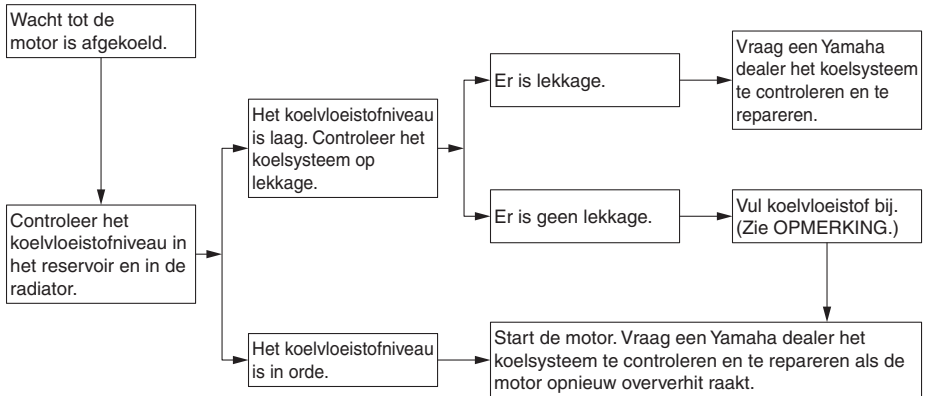 Wacht tot de
motor is afgekoeld.
Controleer het
koelvloeistofniveau in
het reservoir en in de
radiator.
Het koelvloeistofniveau
is laag. Controleer het
koelsysteem op
lekkage.
Er is lekkage.
Vraag een Yamaha
dealer het koelsysteem
te controleren en te
repareren.
Er is geen lekkage.
Vul koelvloeistof bij.
(Zie OPMERKING.)
Het koelvloeistofniveau
is in orde.
Start de motor. Vraag een Yamaha dealer het
koelsysteem te controleren en te repareren als de
motor opnieuw oververhit raakt.